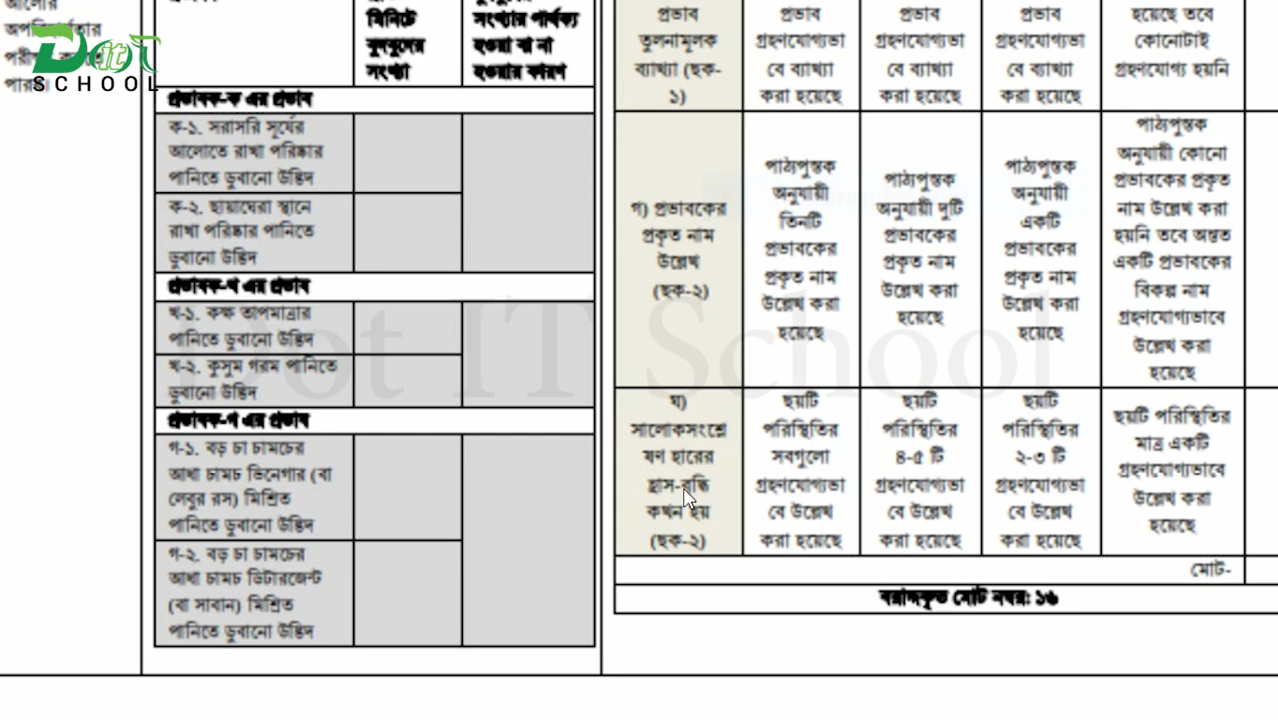 আলোর
অপরিহার্যতার
পারে।
Dot it
SCHOOL
মিনিটে
বুদবুদের
সংখ্যা
সংখ্যার পার্থক্য
হওয়া বা না
হওয়ার কারণ
প্রভাবক-ক এর প্রভাব
ক-১. সরাসরি সূর্যের
আলোতে রাখা পরিষ্কার
পানিতে ডুবানো উদ্ভিদ
ক-২. ছায়াঘেরা স্থানে
রাখা পরিষ্কার পানিতে
ডুবানো উদ্ভিদ
প্রভাবক-খ এর প্রভাব
খ-১. কক্ষ তাপমাত্রার
পানিতে ডুবানো উদ্ভিদ
খ-২. কুসুম গরম পানিতে
ডুবানো উদ্ভিদ
প্রভাবক-গ এর প্রভাব
গ-১. বড় চা চামচের
আধা চামচ ভিনেগার (বা
লেবুর রস) মিশ্রিত
পানিতে ডুবানো উদ্ভিদ
গ-২. বড় চা চামচের
আধা চামচ ডিটারজেন্ট
(বা সাবান) মিশ্রিত
পানিতে ডুবানো উদ্ভিদ
প্রভাব
তুলনামূলক
ব্যাখ্যা (ছক-
১)
প্রভাব
গ্রহণযোগ্যভা
বে ব্যাখ্যা
করা হয়েছে
প্রভাব
গ্রহণযোগ্যভা
বে ব্যাখ্যা
করা হয়েছে
প্রভাব
গ্রহণযোগ্যভা
বে ব্যাখ্যা
করা হয়েছে
হয়েছে তবে
কোনোটাই
গ্রহণযোগ্য হয়নি
গ) প্রভাবকের
প্রকৃত নাম
উল্লেখ
(ছক-২)
পাঠ্যপুস্তক
অনুযায়ী
তিনটি
প্রভাবকের
প্রকৃত নাম
উল্লেখ করা
হয়েছে
পাঠ্যপুস্তক
অনুযায়ী দুটি
প্রভাবকের
প্রকৃত নাম
উল্লেখ করা
হয়েছে
পাঠ্যপুস্তক
অনুযায়ী
একটি
প্রভাবকের
প্রকৃত নাম
উল্লেখ করা
হয়েছে
পাঠ্যপুস্তক
অনুযায়ী কোনো
প্রভাবকের প্রকৃত
নাম উল্লেখ করা
হয়নি তবে অন্তত
একটি প্রভাবকের
বিকল্প নাম
গ্রহণযোগ্যভাবে
উল্লেখ করা
হয়েছে
ঘ)
সালোকসংশ্লে
ষণ হারের
হ্রাস-বৃদ্ধি
কখন হয়
(ছক-২)
ছয়টি
পরিস্থিতির
সবগুলো
গ্রহণযোগ্যভা
বে উল্লেখ
করা হয়েছে
ছয়টি
পরিস্থিতির
৪-৫ টি
গ্রহণযোগ্যভা
বে উল্লেখ
করা হয়েছে
ছয়টি
পরিস্থিতির
২-৩ টি
গ্রহণযোগ্যভা
বে উল্লেখ
করা হয়েছে
ছয়টি পরিস্থিতির
মাত্র একটি
গ্রহণযোগ্যভাবে
উল্লেখ করা
হয়েছে
মোট-
বরাদ্দকৃত মোট নম্বর: ১৬
Dot IT School